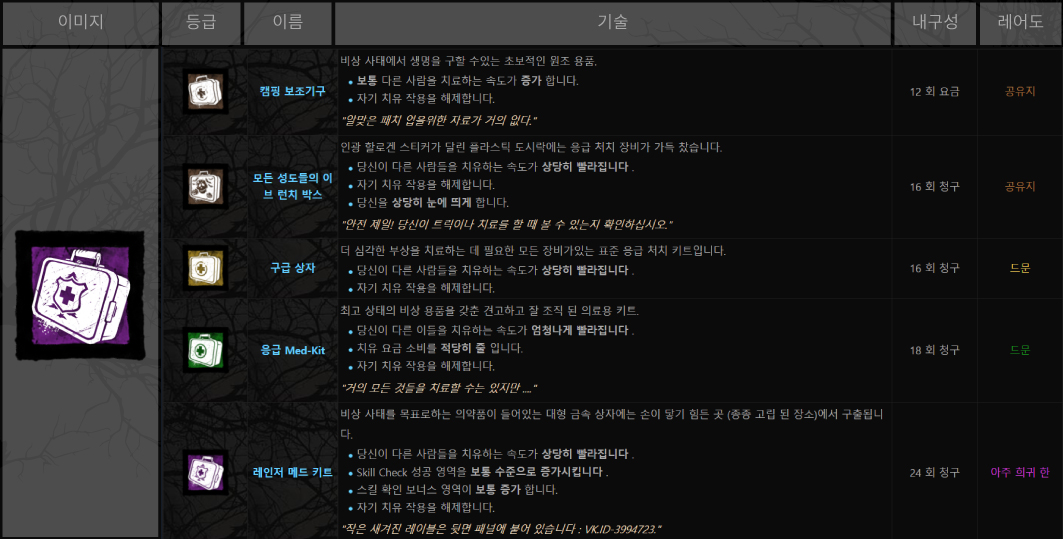 이미지 등급 이름 기술 내구성 레어도
비상 사태에서 생명을 구할 수있는 초보적인 원조 용품.
보통 다른 사람을 치료하는 속도가 증가 합니다.
캠핑 보조기구 12 회 요금 공유지
자기 치유 작용을 해제합니다.
"알맞은 패치 업을위한 자료가 거의 없다."
인광 할로겐 스티커가 달린 플라스틱 도시락에는 응급 처치 장비가 가득 찼습니다.
당신이 다른 사람들을 치유하는 속도가 상당히 빨라집니다 .
모든 성도들의 이
브 런치 박스
자기 치유 작용을 해제합니다. 16 회 청구 공유지
당신을 상당히 눈에 띄게 합니다.
"안전 제일! 당신이 트릭이나 치료를 할 때 볼 수 있는지 확인하십시오."
더 심각한 부상을 치료하는 데 필요한 모든 장비가있는 표준 응급 처치 키트입니다.
구급 상자 당신이 다른 사람들을 치유하는 속도가 상당히 빨라집니다 . 16 회 청구 드문
자기 치유 작용을 해제합니다.
최고 상태의 비상 용품을 갖춘 견고하고 잘 조직 된 의료용 키트.
당신이 다른 이들을 치유하는 속도가 멈청나게 빨라집니다 .
응급 Med-Kit 치유 요금 소비를 적당히 줄 입니다. 18 회 청구 드문
자기 치유 작용을 해제합니다.
"거의 모든 것들을 치료할 수는 있지만 ...."
비상 사태를 목표로하는 의약품이 들어있는 대형 금속 상자에는 손이 닿기 힘든 곳 (종종 고립 된 장소)에서 구출됩니
다.
당신이 다른 사람들을 치유하는 속도가 상당히 빨라집니다 .
레인저 메드 키트 Skill Check 성공 영역을 보통 수준으로 증가시킵니다 . 24 회 청구 아주 희귀 한
스킬 확인 보너스 영역이 보통 증가 합니다.
자기 치유 작용을 해제합니다.
"작은 새겨진 레이블은 뒷면 패널에 붙어 있습니다 : VK.ID-3994723."